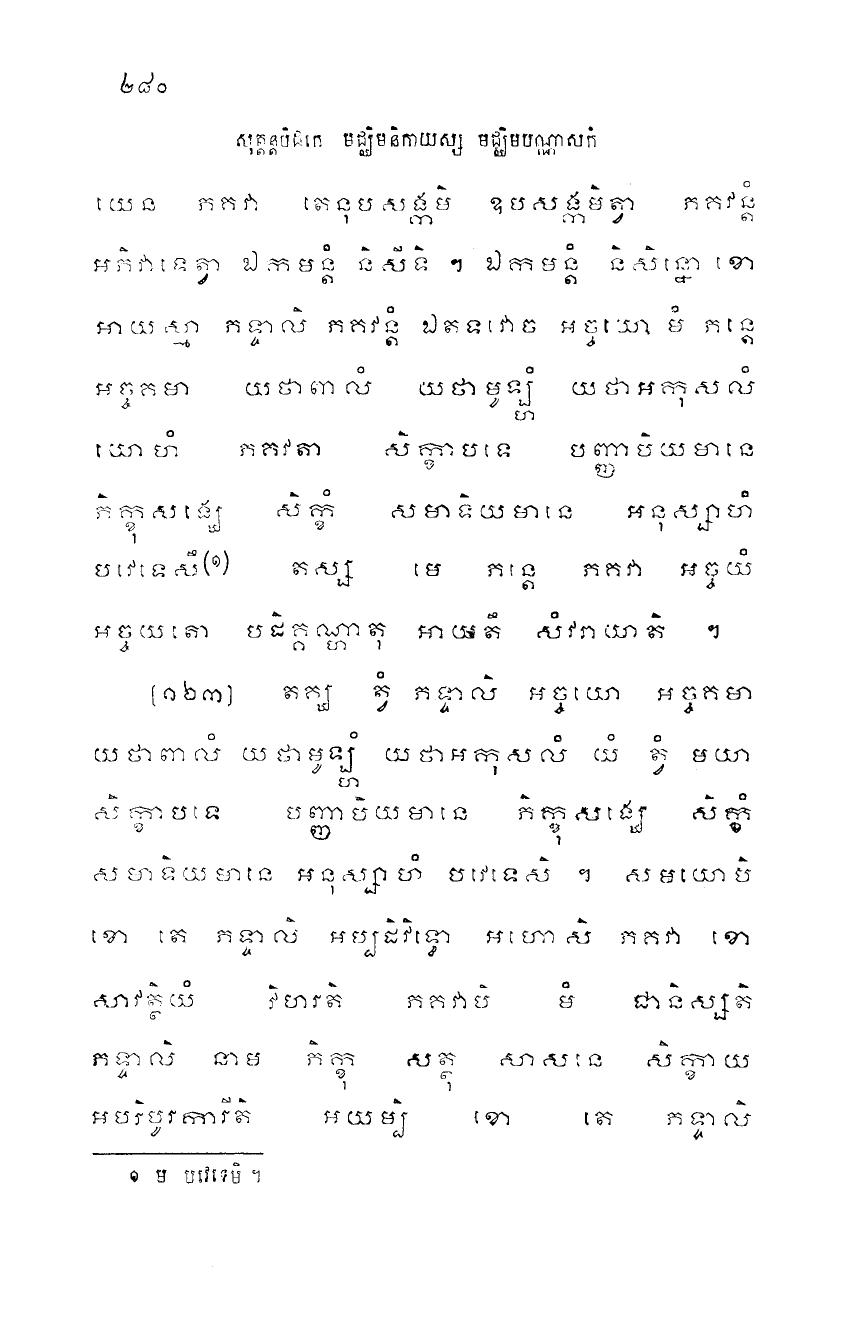 ២៨០
សុត្តន្តបិដកេ មជ្ឈិមនិកាយស្ស មជ្ឈិមបណ្ណាសកំ
យេន ភគវា តេនុបសង្កមិ ឧបសង្កមិត្វា ភគវន្តំ
អភិវាទេត្វា ឯកមន្តំ និសីទិ ។ ឯកមន្តំ និសិន្នោ ខោ
អាយស្មា ភទ្ទាលិ ភគវន្តំ ឯតទវោច អច្ចយោ មំ ភន្តេ
អច្ចគមា យថាពាលំ យថាមូឡ្ហំ យថាអកុសលំ
យោហំ ភគវតា សិក្ខាបទេ បញ្ញាបិយមានេ
ភិក្ខុសង្ឃេ សិក្ខំ សមាទិយមានេ អនុស្សាហំ
បវេទេសឹ(១) តស្ស មេ ភន្តេ ភគវា អច្ចយំ
អច្ចយតោ បដិគ្គណ្ហាតុ អាយតឹ សំវរាយាតិ ។
[១២៣] តគ្ឃ ត្វំ ភទ្ទាលិ អច្ចយោ អច្ចគមា
យថាពាលំ យថាមូឡ្ហំ យថាអកុសលំ យំ ត្វំ មយា
សិក្ខាបទេ បញ្ញាបិយមានេ ភិក្ខុសង្ឃេ សិក្ខំ
សមាទិយមានេ អនុស្សាហំ បវេទេសិ ។ សមយោបិ
ខោ តេ ភទ្ទាលិ អប្បដិវិទ្ធោ អហោសិ ភគវា ខោ
សាវត្ថិយំ វិហរតិ ភគវាបិ មំ ជានិស្សតិ
ភទ្ទាលិ នាម ភិក្ខុ សត្ថុ សាសនេ សិក្ខាយ
អបរិបូរការីតិ អយម្បិ ខោ តេ ភទ្ទាលិ
១ ម បវេទេមិ ។